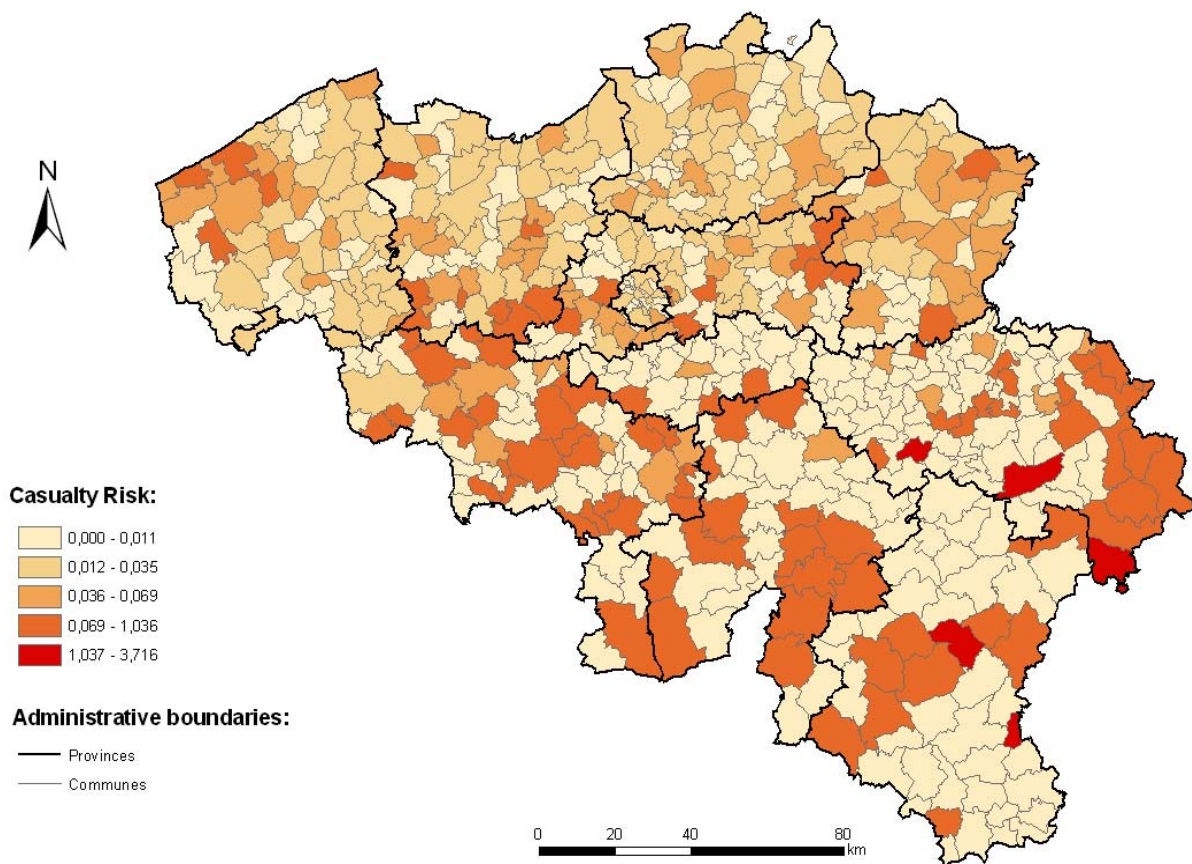 N
Casualty Risk:
0,000 - 0,011
0,012 - 0,035
0,036 - 0,069
0,069 - 1,036
1,037 - 3,716
Administrative boundaries:
Provinces
Communes
0 20 40 80
km